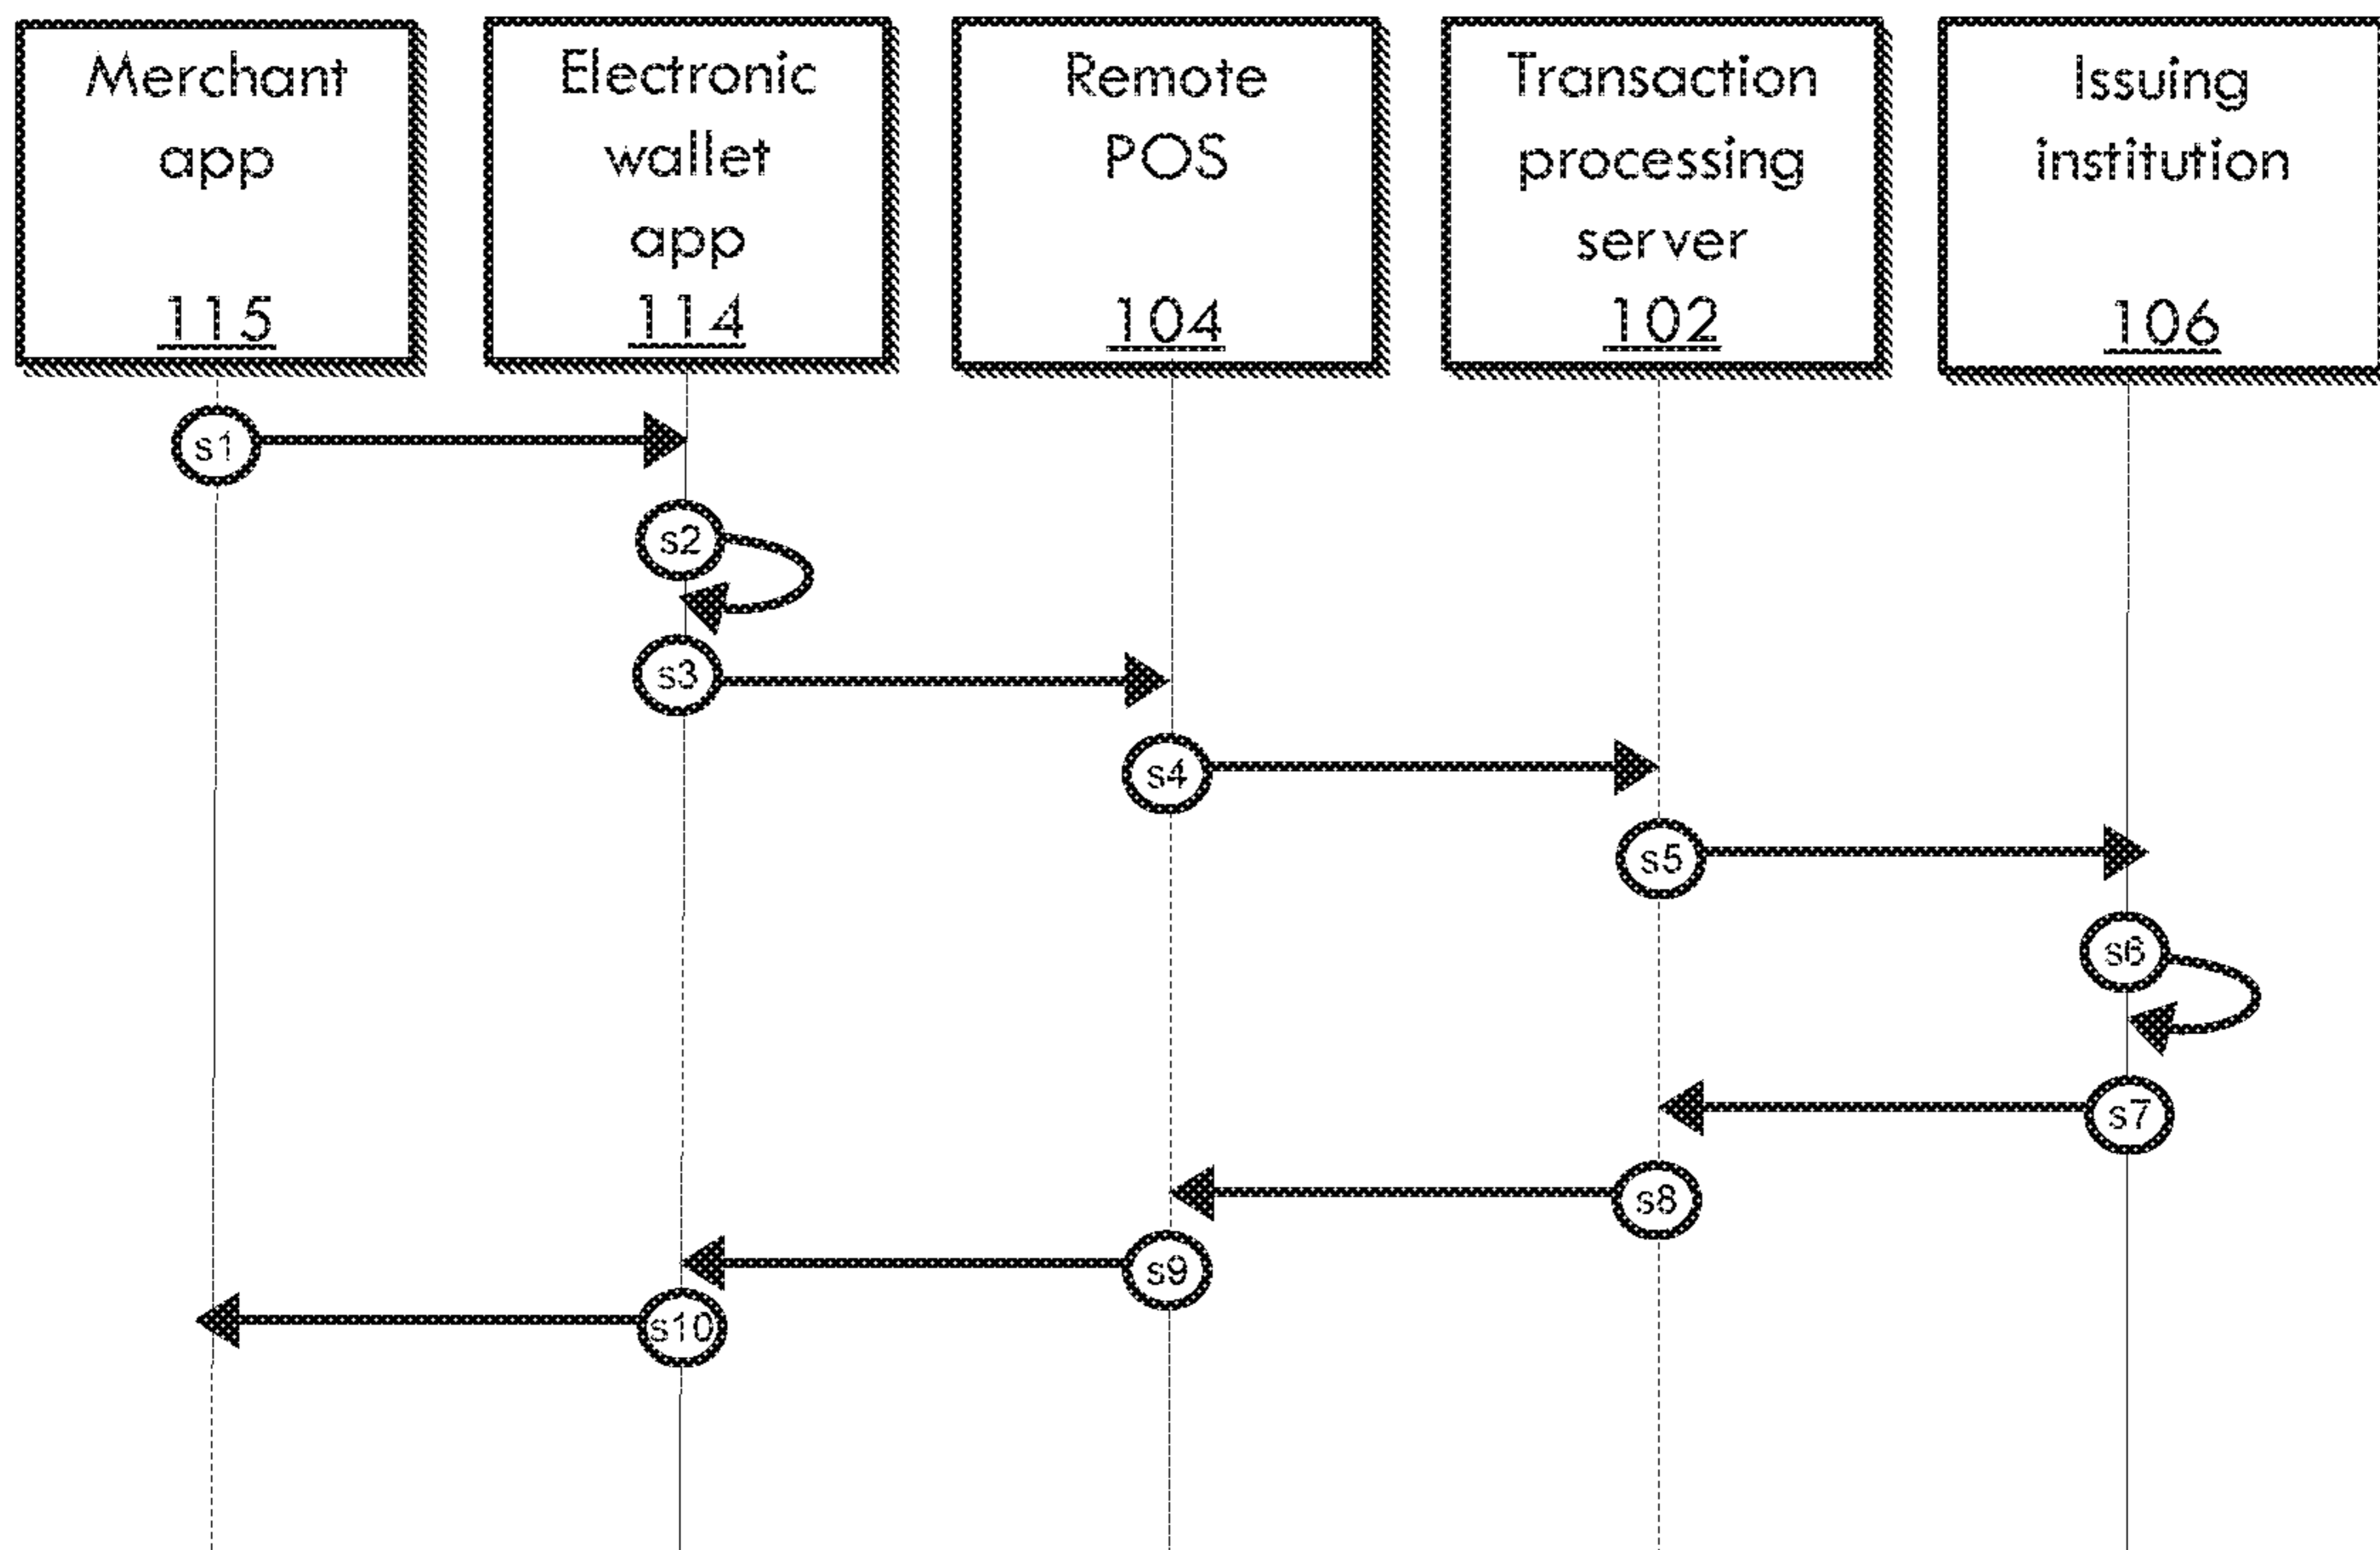 Merchant
app
115
Electronic
wallet
app
114
Remote
POS
104
Transaction
processing
server
102
Issuing
institution
106
s1
s2
s3
s4
s5
s6
s7
s8
s9
s10